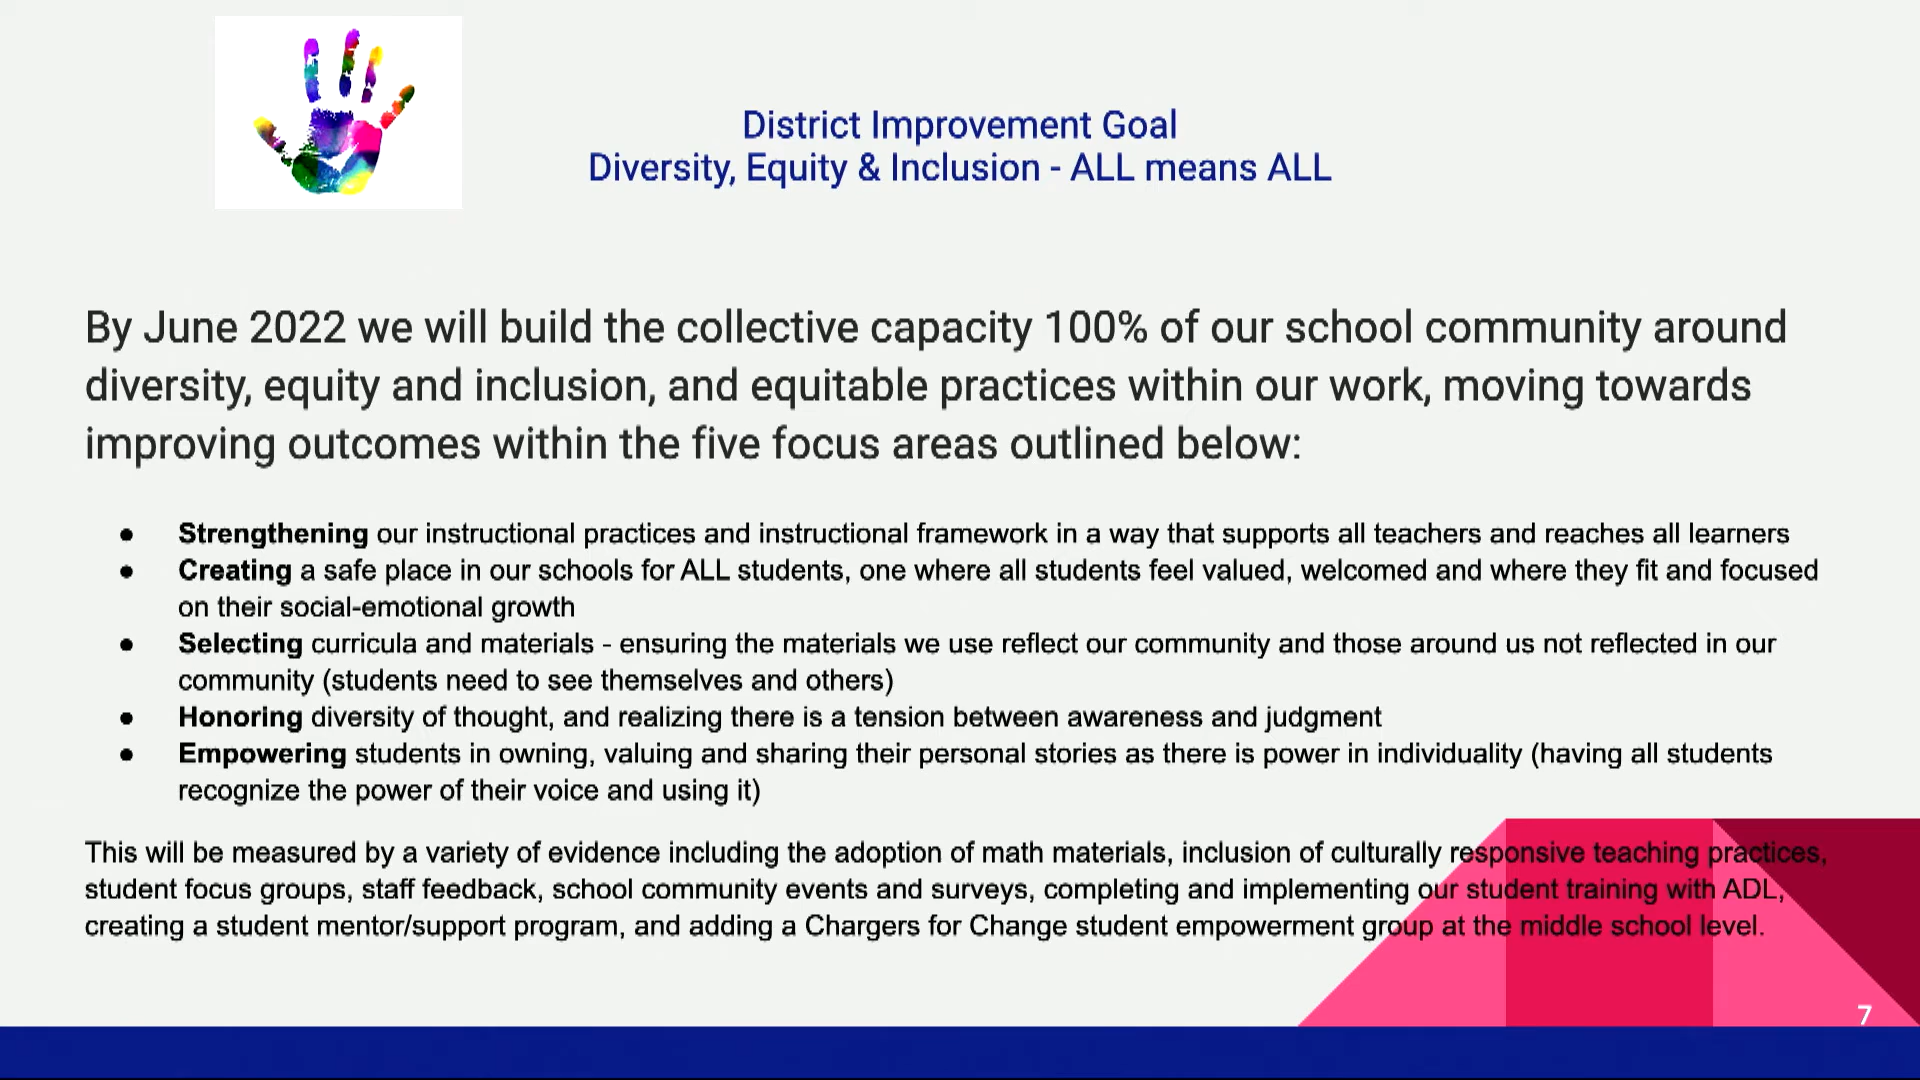 District Improvement Goal
Diversity, Equity & Inclusion - ALL means ALL
By June 2022 we will build the collective capacity 100% of our school community around
diversity, equity and inclusion, and equitable practices within our work, moving towards
improving outcomes within the five focus areas outlined below:
● Strengthening our instructional practices and instructional framework in a way that supports all teachers and reaches all learners
● Creating a safe place in our schools for ALL students, one where all students feel valued, welcomed and where they fit and focused
on their social-emotional growth
● Selecting curricula and materials - ensuring the materials we use reflect our community and those around us not reflected in our
community (students need to see themselves and others)
● Honoring diversity of thought, and realizing there is a tension between awareness and judgment
● Empowering students in owning, valuing and sharing their personal stories as there is power in individuality (having all students
recognize the power of their voice and using it)
This will be measured by a variety of evidence including the adoption of math materials, inclusion of culturally responsive teaching practices,
student focus groups, staff feedback, school community events and surveys, completing and implementing our student training with ADL,
creating a student mentor/support program, and adding a Chargers for Change student empowerment group at the middle school level.
7